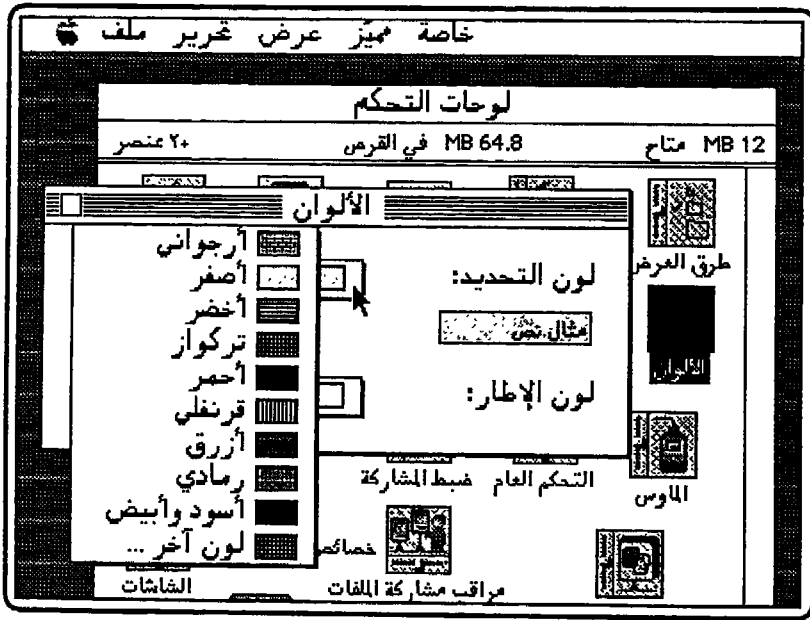 ملف تحرير عرض مميّز خاصة
لوحات التحكم
٢٠ عنصر
64.8 MB في القرص
12 MB متاح
الألوان
أرجواني
أصفر
أخضر
تركواز
أحمر
قرنفلي
أزرق
رمادي
أسود وأبيض
لون آخر ...
لون التحديد:
مثال نص
لون الإطار:
طرق العرض
الألوان
الماوس
التحكم العام
ضبط المشاركة
خصائص
مراقب مشاركة الملفات
الشاشات